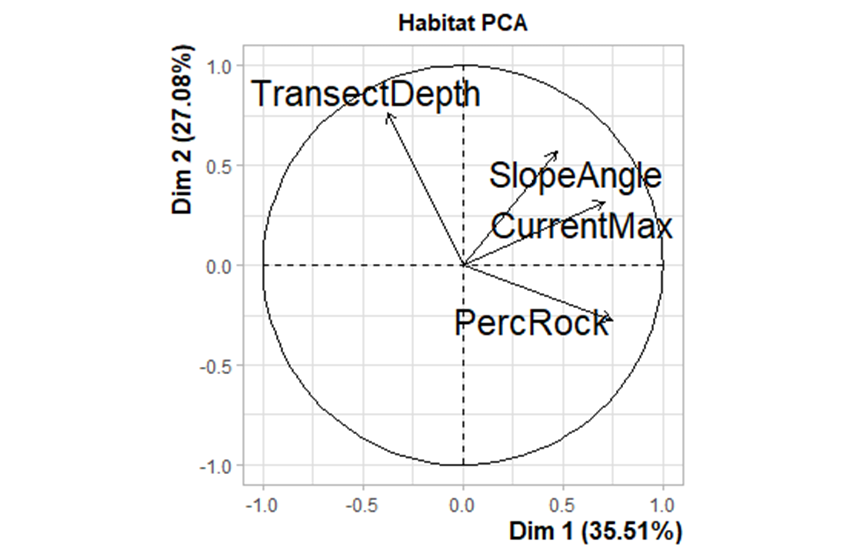 Habitat PCA
Dim 2 (27.08%)
1.0
0.5
0.0
-0.5
-1.0
TransectDepth
SlopeAngle
CurrentMax
PercRock
-1.0 -0.5 0.0 0.5 1.0
Dim 1 (35.51%)